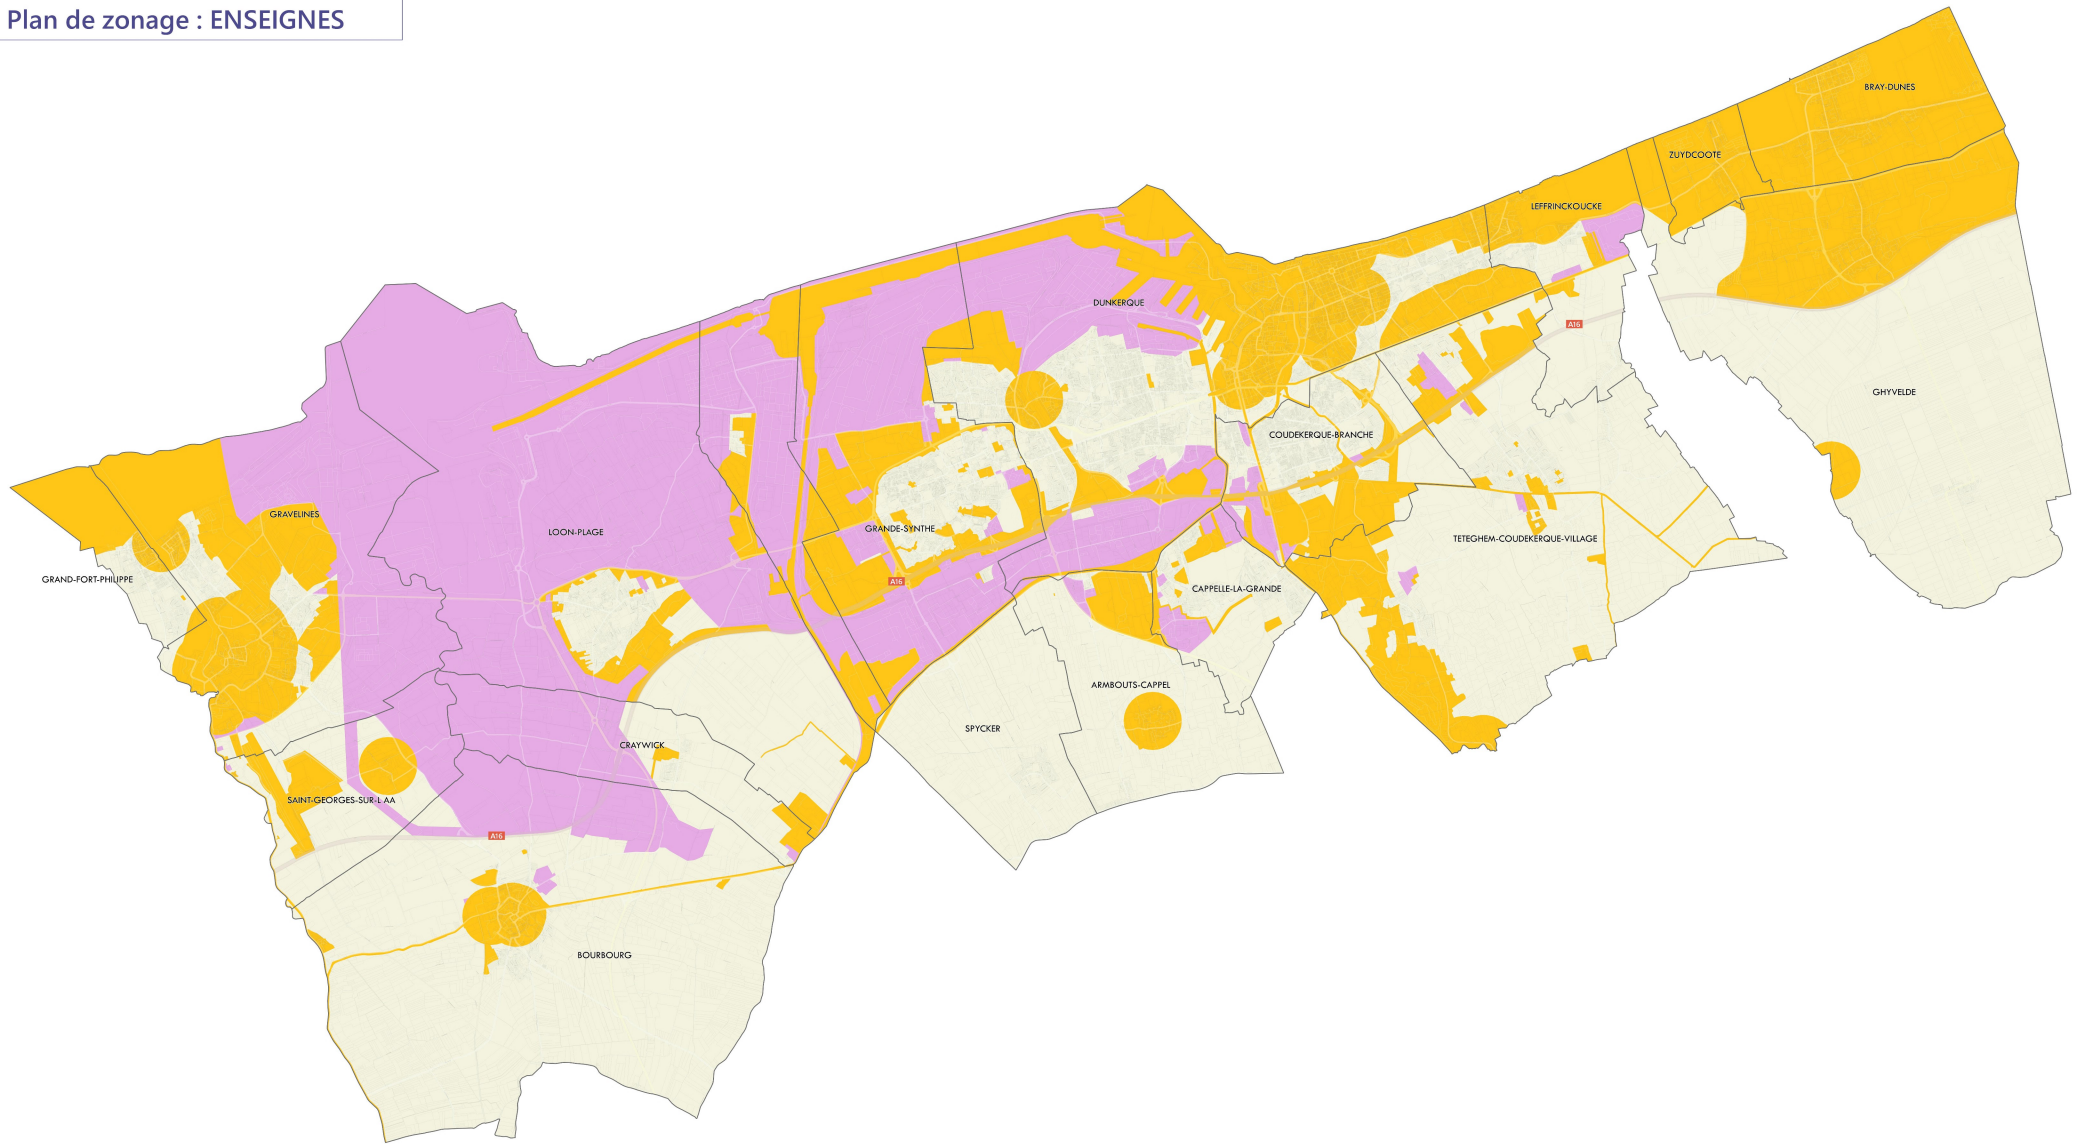 Plan de zonage : ENSEIGNES
BRAY-DUNES
ZUYDCOOTE
LEFFRINCKOUCKE
DUNKERQUE
A16
GHYVELDE
COUDEKERQUE-BRANCHE
GRAVELINES
GRANDE-SYNTHE
LOON-PLAGE
TETEGHEM-COUDEKERQUE-VILLAGE
GRAND-FORT-PHILIPPE
A16
CAPPELLE-LA-GRANDE
ARMBOUTS-CAPPEL
SPYCKER
CRAYWICK
SAINT-GEORGES-SUR-L AA
A16
BOURBOURG